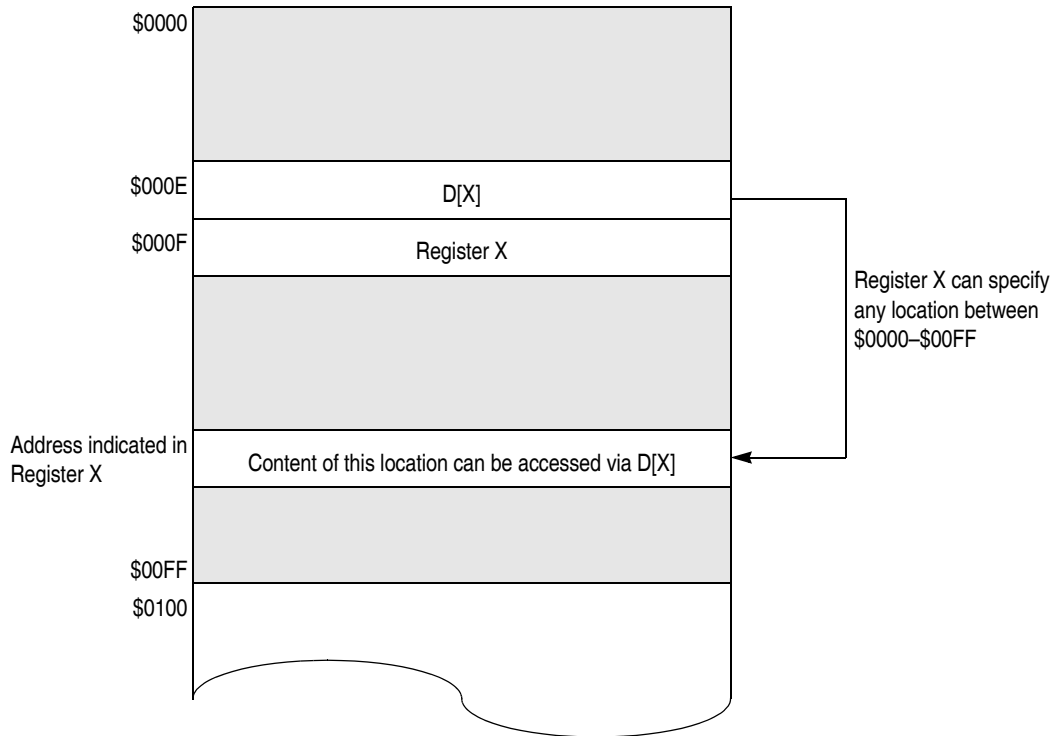 $0000
$000E
D[X]
$000F
Register X
Register X can specify
any location between
$0000–$00FF
Address indicated in
Register X
Content of this location can be accessed via D[X]
$00FF
$0100